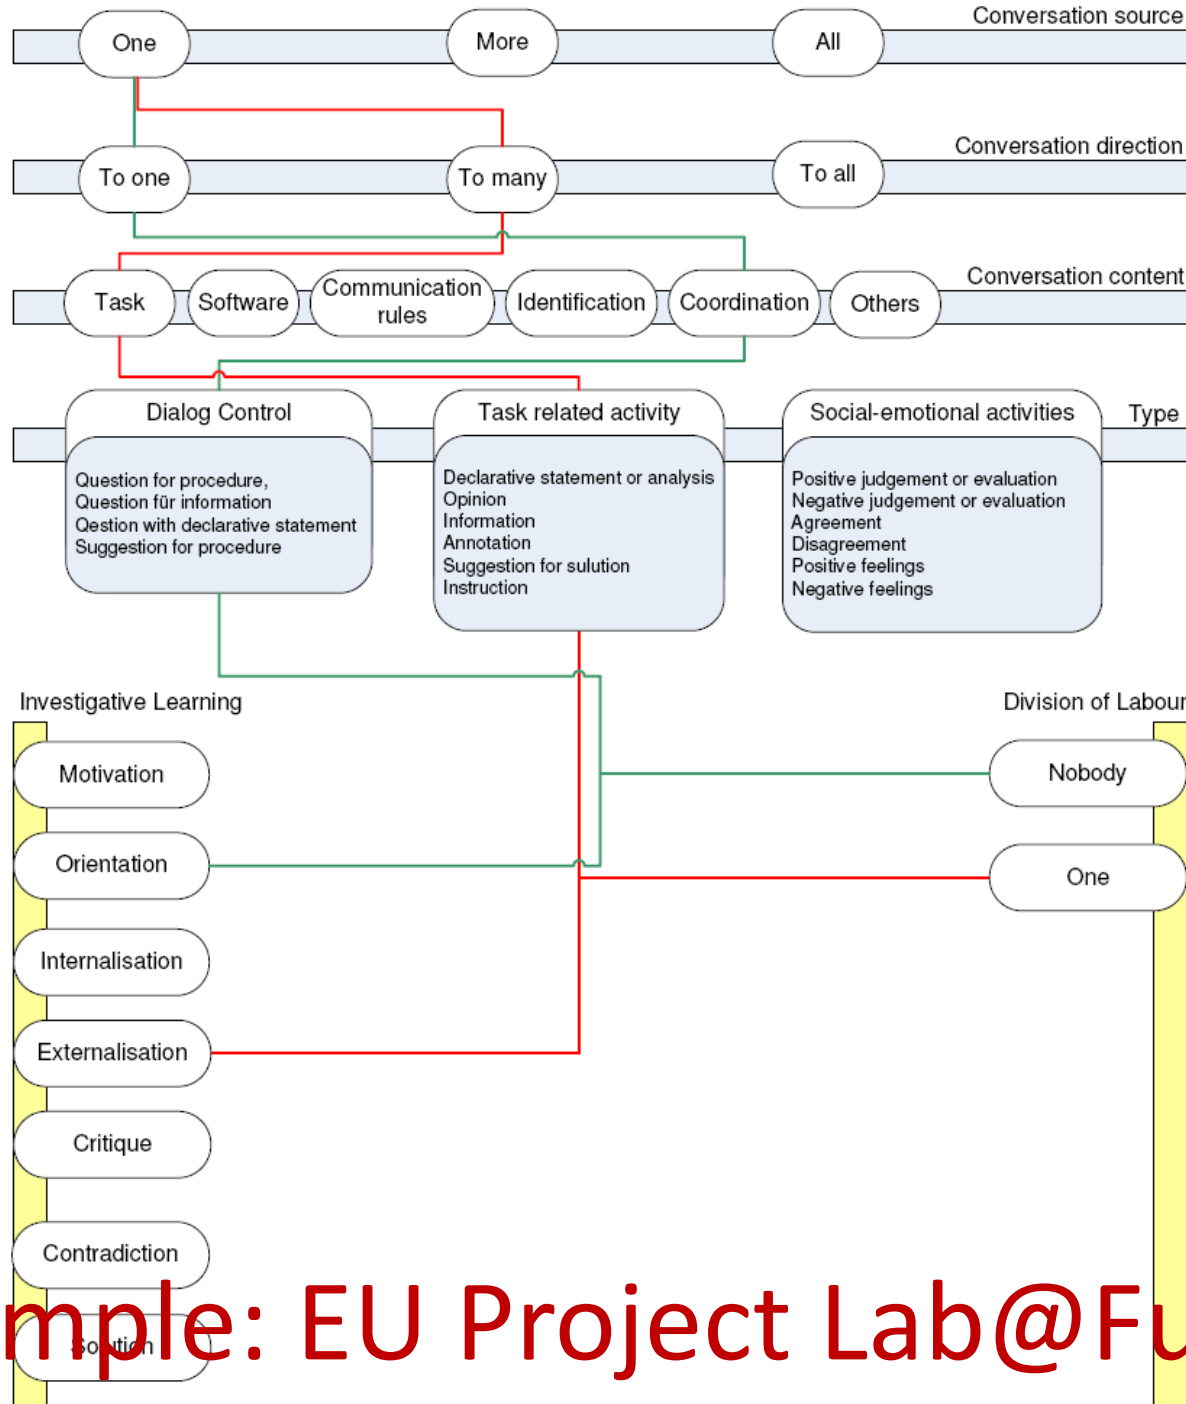 Conversation source
One
More
All
Conversation direction
To one
To many
To all
Conversation content
Task
Software
Communication
rules
Identification
Coordination
Others
Dialog Control
Task related activity
Social-emotional activities
Type
Question for procedure,
Question für information
Qestion with declarative statement
Suggestion for procedure
Declarative statement or analysis
Opinion
Information
Annotation
Suggestion for sulution
Instruction
Positive judgement or evaluation
Negative judgement or evaluation
Agreement
Disagreement
Positive feelings
Negative feelings
Investigative Learning
Division of Labour
Motivation
Nobody
Orientation
One
Internalisation
Externalisation
Critique
Contradiction
Solution
mple: EU Project Lab@Fu